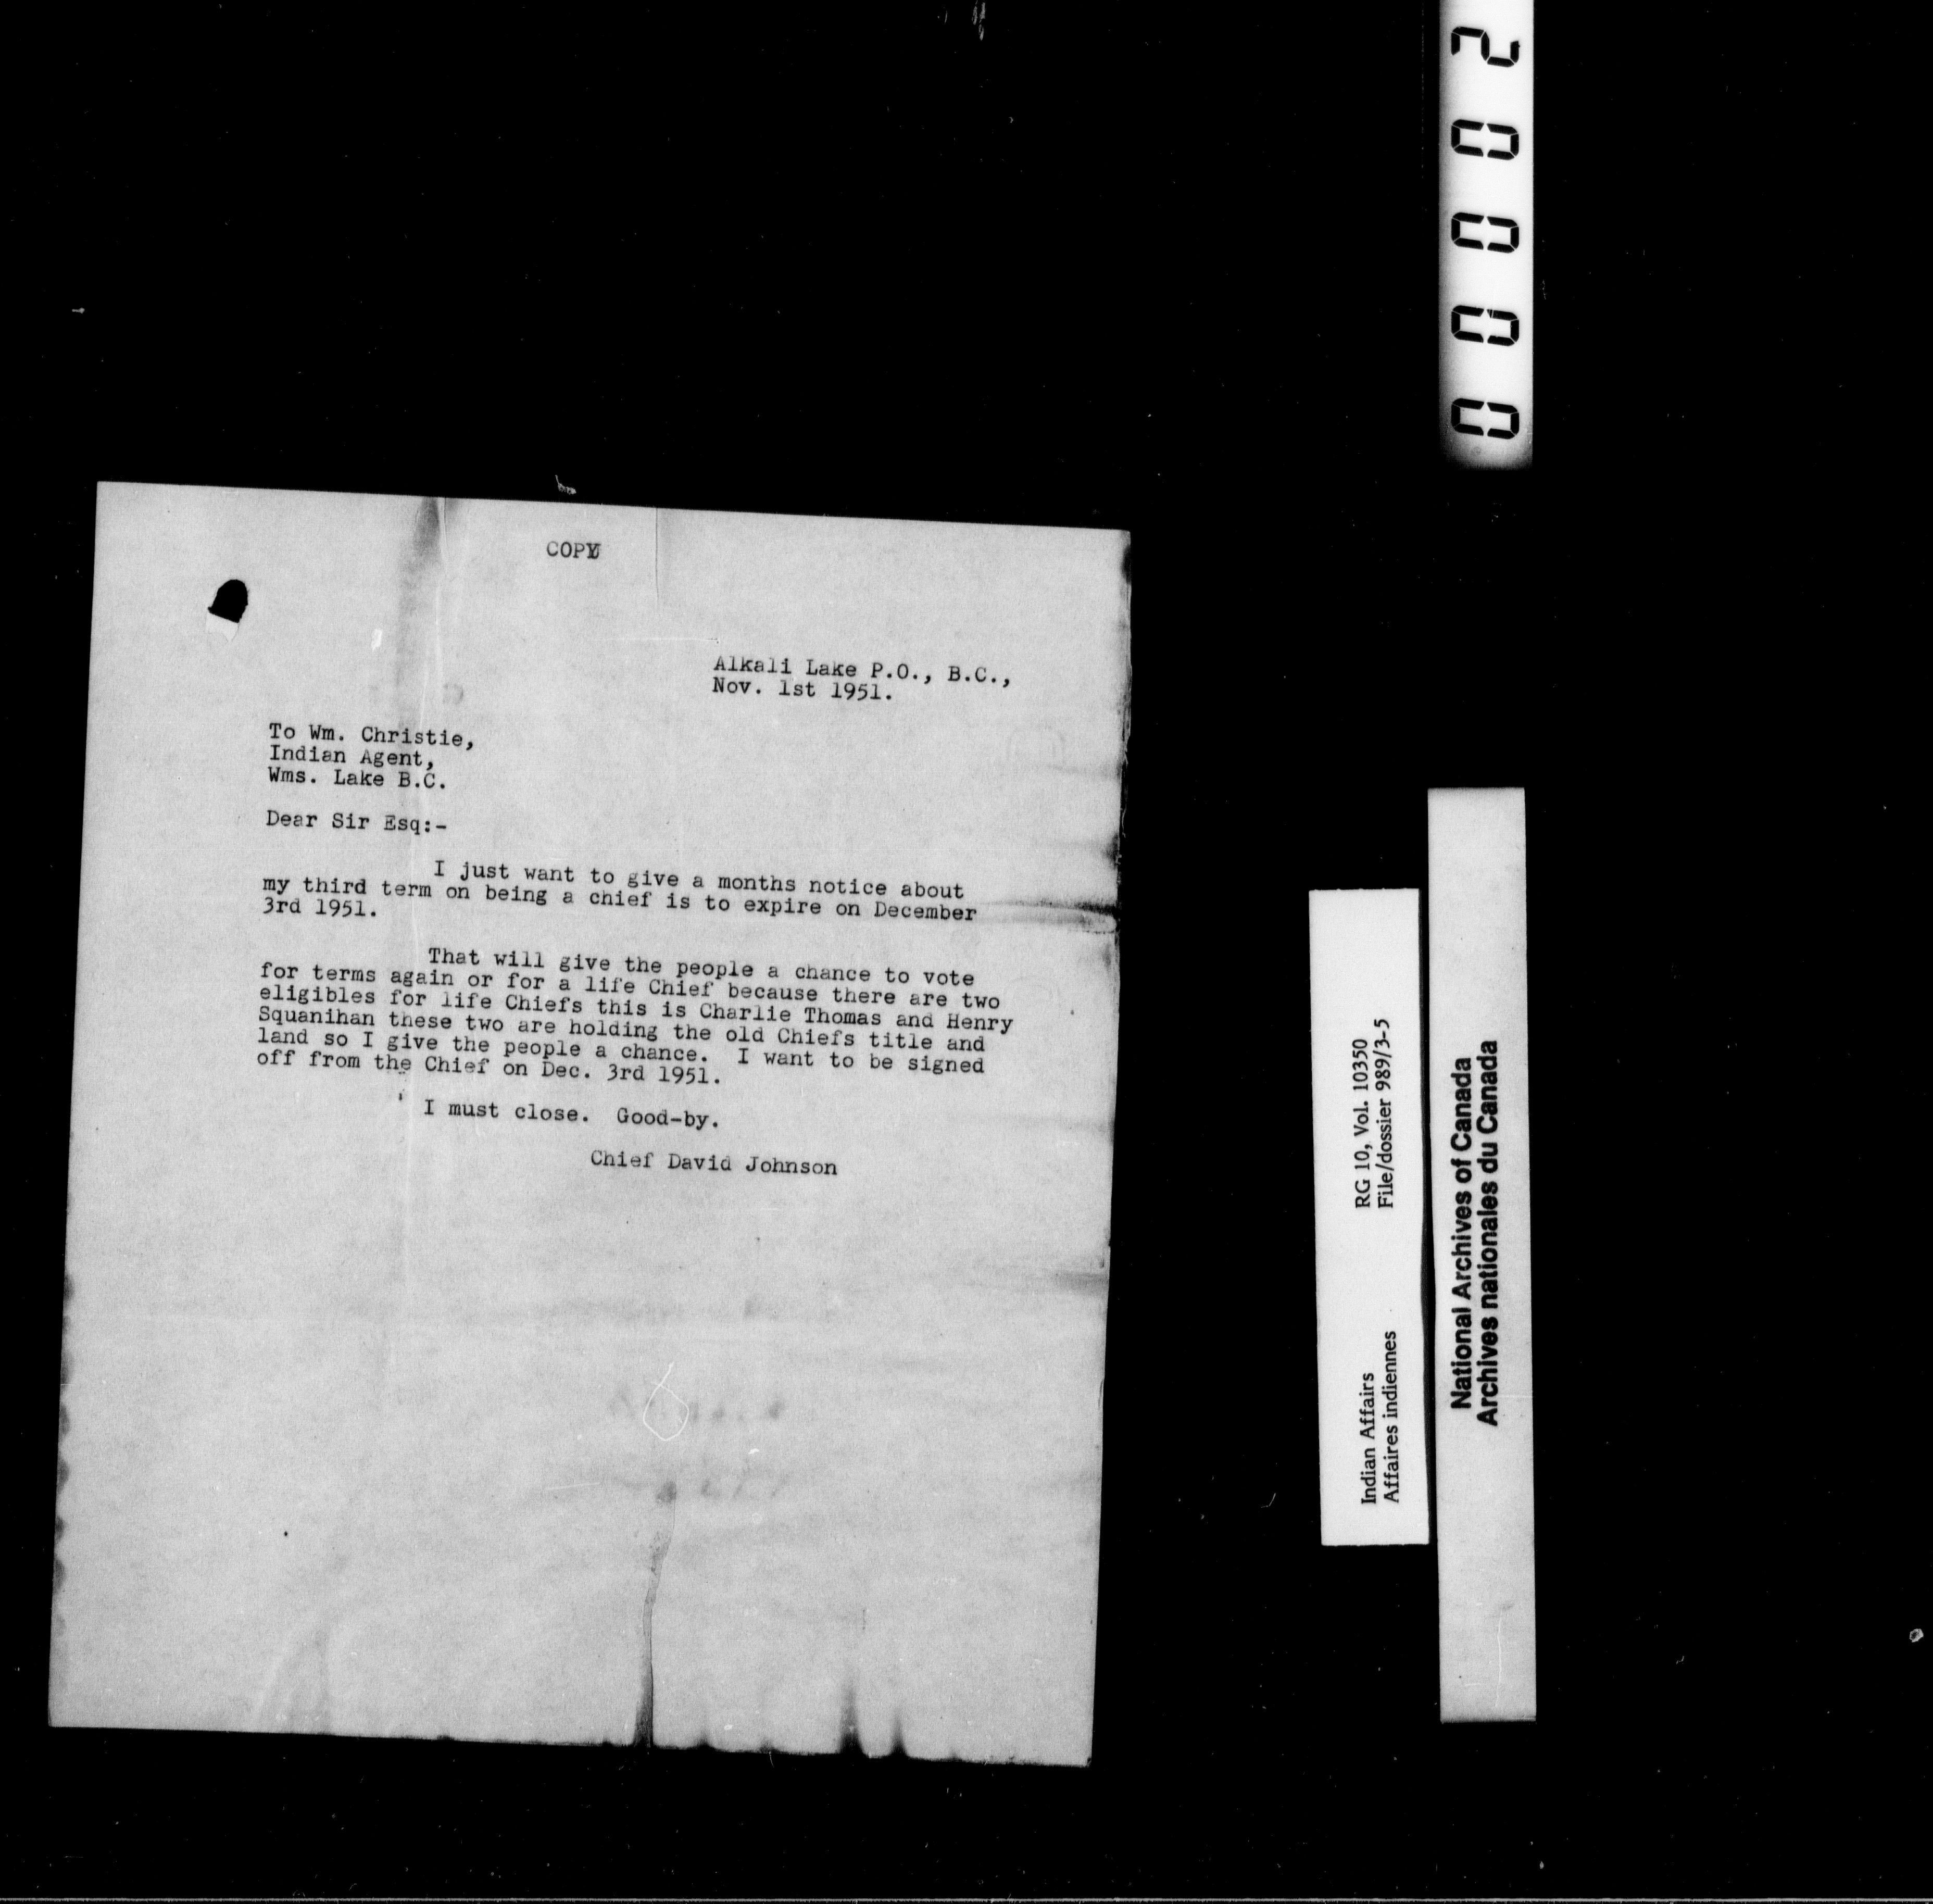 COPY
Alkali Lake P.O., B.C.,
Nov. 1st 1951.
To Wm. Christie,
Indian Agent,
Wms. Lake B.C.
Dear Sir Esq:-
I just want to give a months notice about
my third term on being a chief is to expire on December
3rd 1951.
That will give the people a chance to vote
for terms again or for a life Chief because there are two
eligibles for life Chiefs this is Charlie Thomas and Henry
Squanihan these two are holding the old Chiefs title and
land so I give the people a chance. I want to be signed
off from the Chief on Dec. 3rd 1951.
I must close. Good-by.
Chief David Johnson
00002
Indian Affairs RG 10, Vol. 10350
Affaires indiennes File/dossier 989/3-5
National Archives of Canada
Archives nationales du Canada